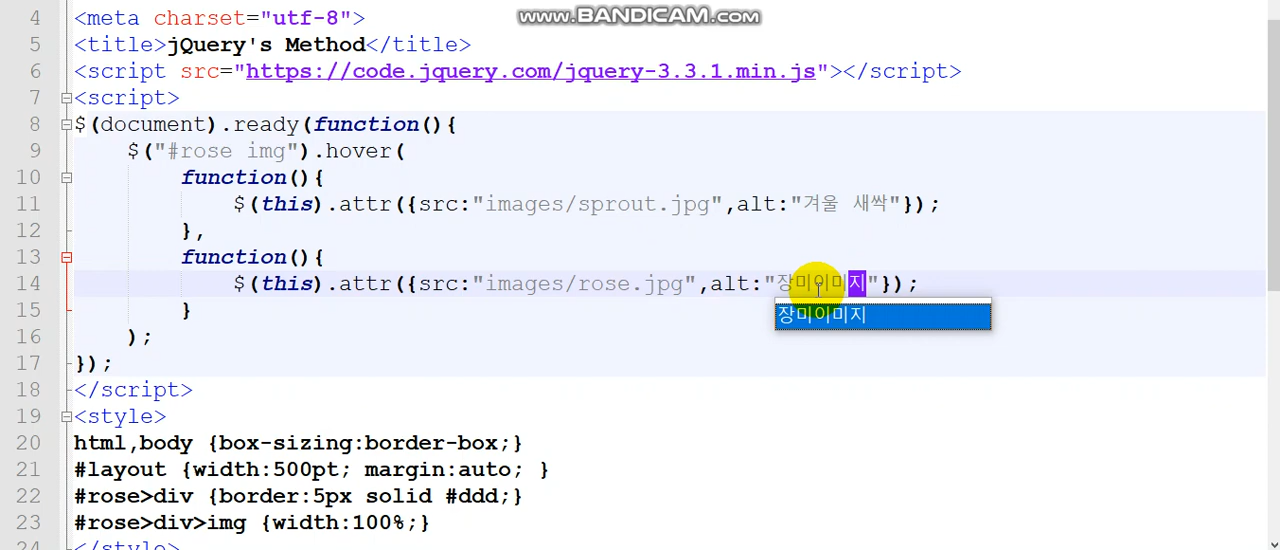 www.BANDICAM.com
4 <meta charset="utf-8">
5 <title>jQuery's Method</title>
6 <script src="https://code.jquery.com/jquery-3.3.1.min.js"></script>
7 <script>
8 $(document).ready(function(){
9 $("#rose img").hover(
10 function(){
11 $(this).attr({src:"images/sprout.jpg",alt:"겨울 새싹"});
12 },
13 function(){
14 $(this).attr({src:"images/rose.jpg",alt:"장미이미지"});
장미이미지
15 }
16 );
17 });
18 </script>
19 <style>
20 html,body {box-sizing:border-box;}
21 #layout {width:500pt; margin:auto; }
22 #rose>div {border:5px solid #ddd;}
23 #rose>div>img {width:100%;}
24 </style>